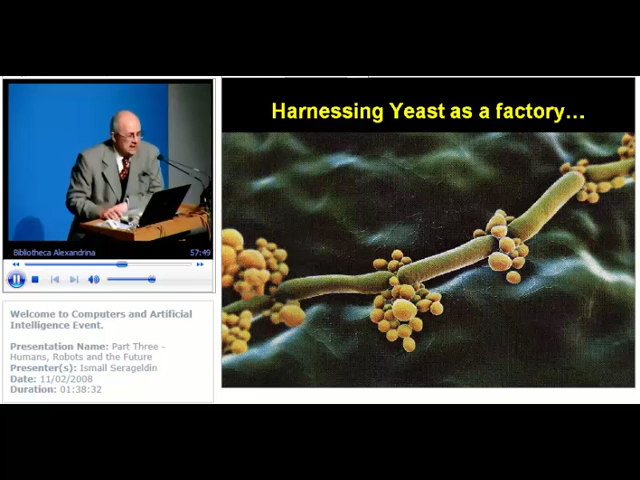 Harnessing Yeast as a factory...
Bibliotheca Alexandrina 57:49
Welcome to Computers and Artificial
Intelligence Event.
Presentation Name: Part Three -
Humans, Robots and the Future
Presenter(s): Ismail Serageldin
Date: 11/02/2008
Duration: 01:38:32